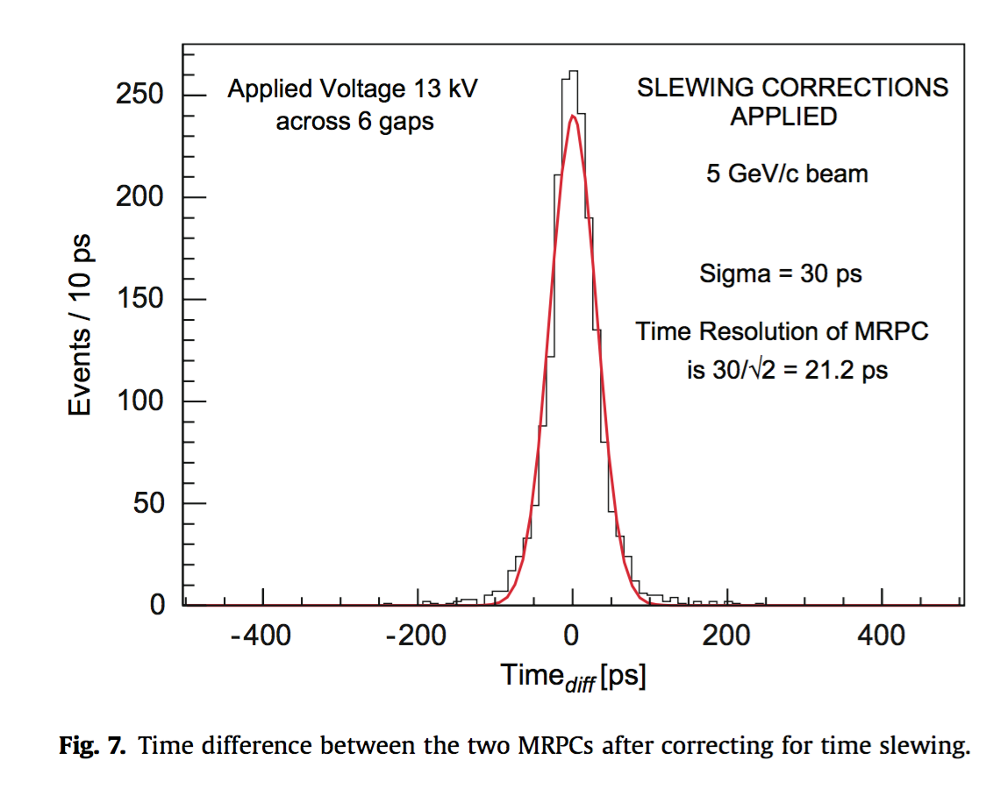 Applied Voltage 13 kV
across 6 gaps
SLEWING CORRECTIONS
APPLIED
5 GeV/c beam
Sigma = 30 ps
Time Resolution of MRPC
is 30/√2 = 21.2 ps
Events / 10 ps
250
200
150
100
50
0
-400
-200
0
200
400
Time diff [ps]
Fig. 7. Time difference between the two MRPCs after correcting for time slewing.